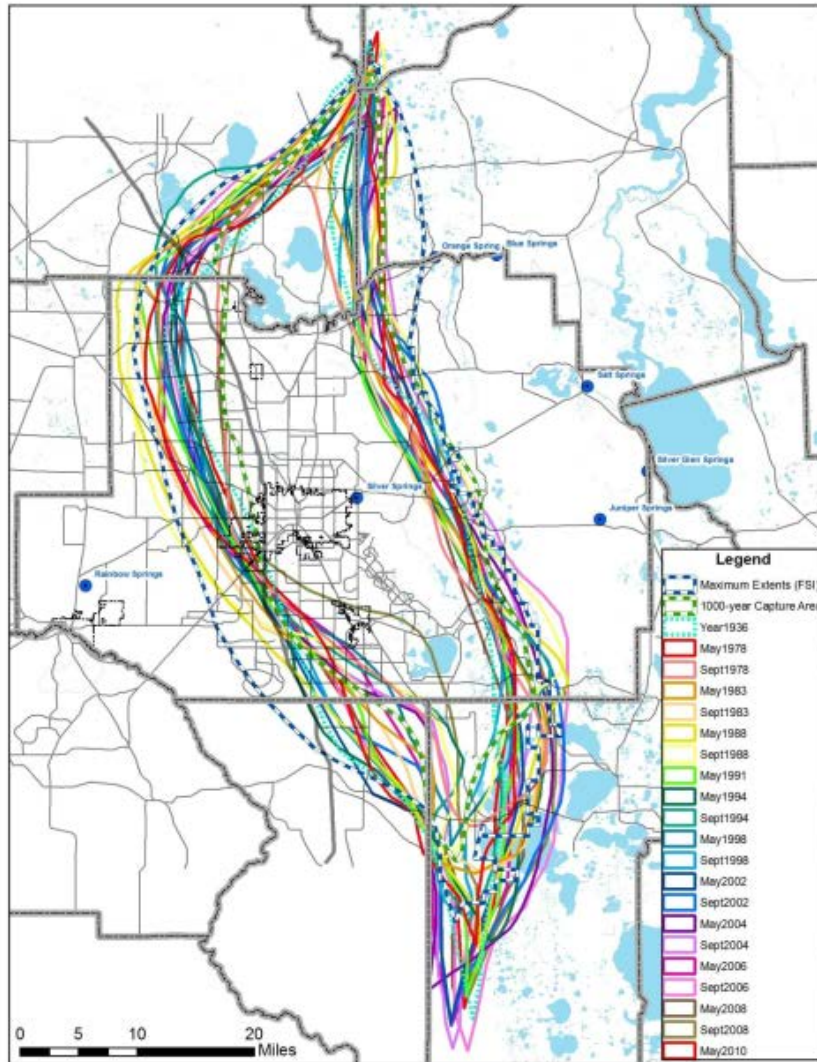 Orange Spring Blue Springs
Salt Springs
Silver Glen Springs
Silver Springs
Juniper Springs
Rainbow Springs
Legend
Maximum Extents (FSI)
1000-year Capture Area
Year1936
May1978
Sept1978
May1983
Sept1983
May1988
Sept1988
May1991
May1994
Sept1994
May1998
Sept1998
May2002
Sept2002
May2004
Sept2004
May2006
Sept2006
May2008
Sept2008
May2010
0 5 10 20
Miles